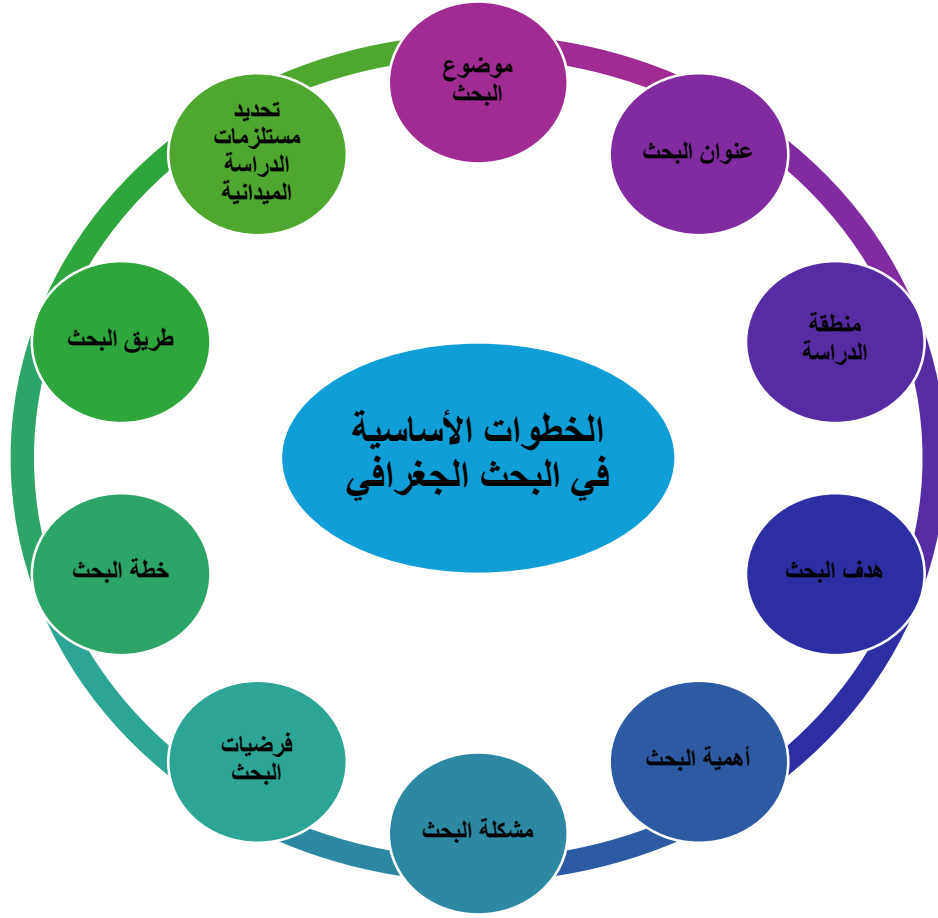 موضوع
البحث
عنوان البحث
منطقة
الدراسة
هدف البحث
أهمية البحث
مشكلة البحث
فرضيات
البحث
خطة البحث
طريق البحث
تحديد
مستلزمات
الدراسة
الميدانية
الخطوات الأساسية
في البحث الجغرافي